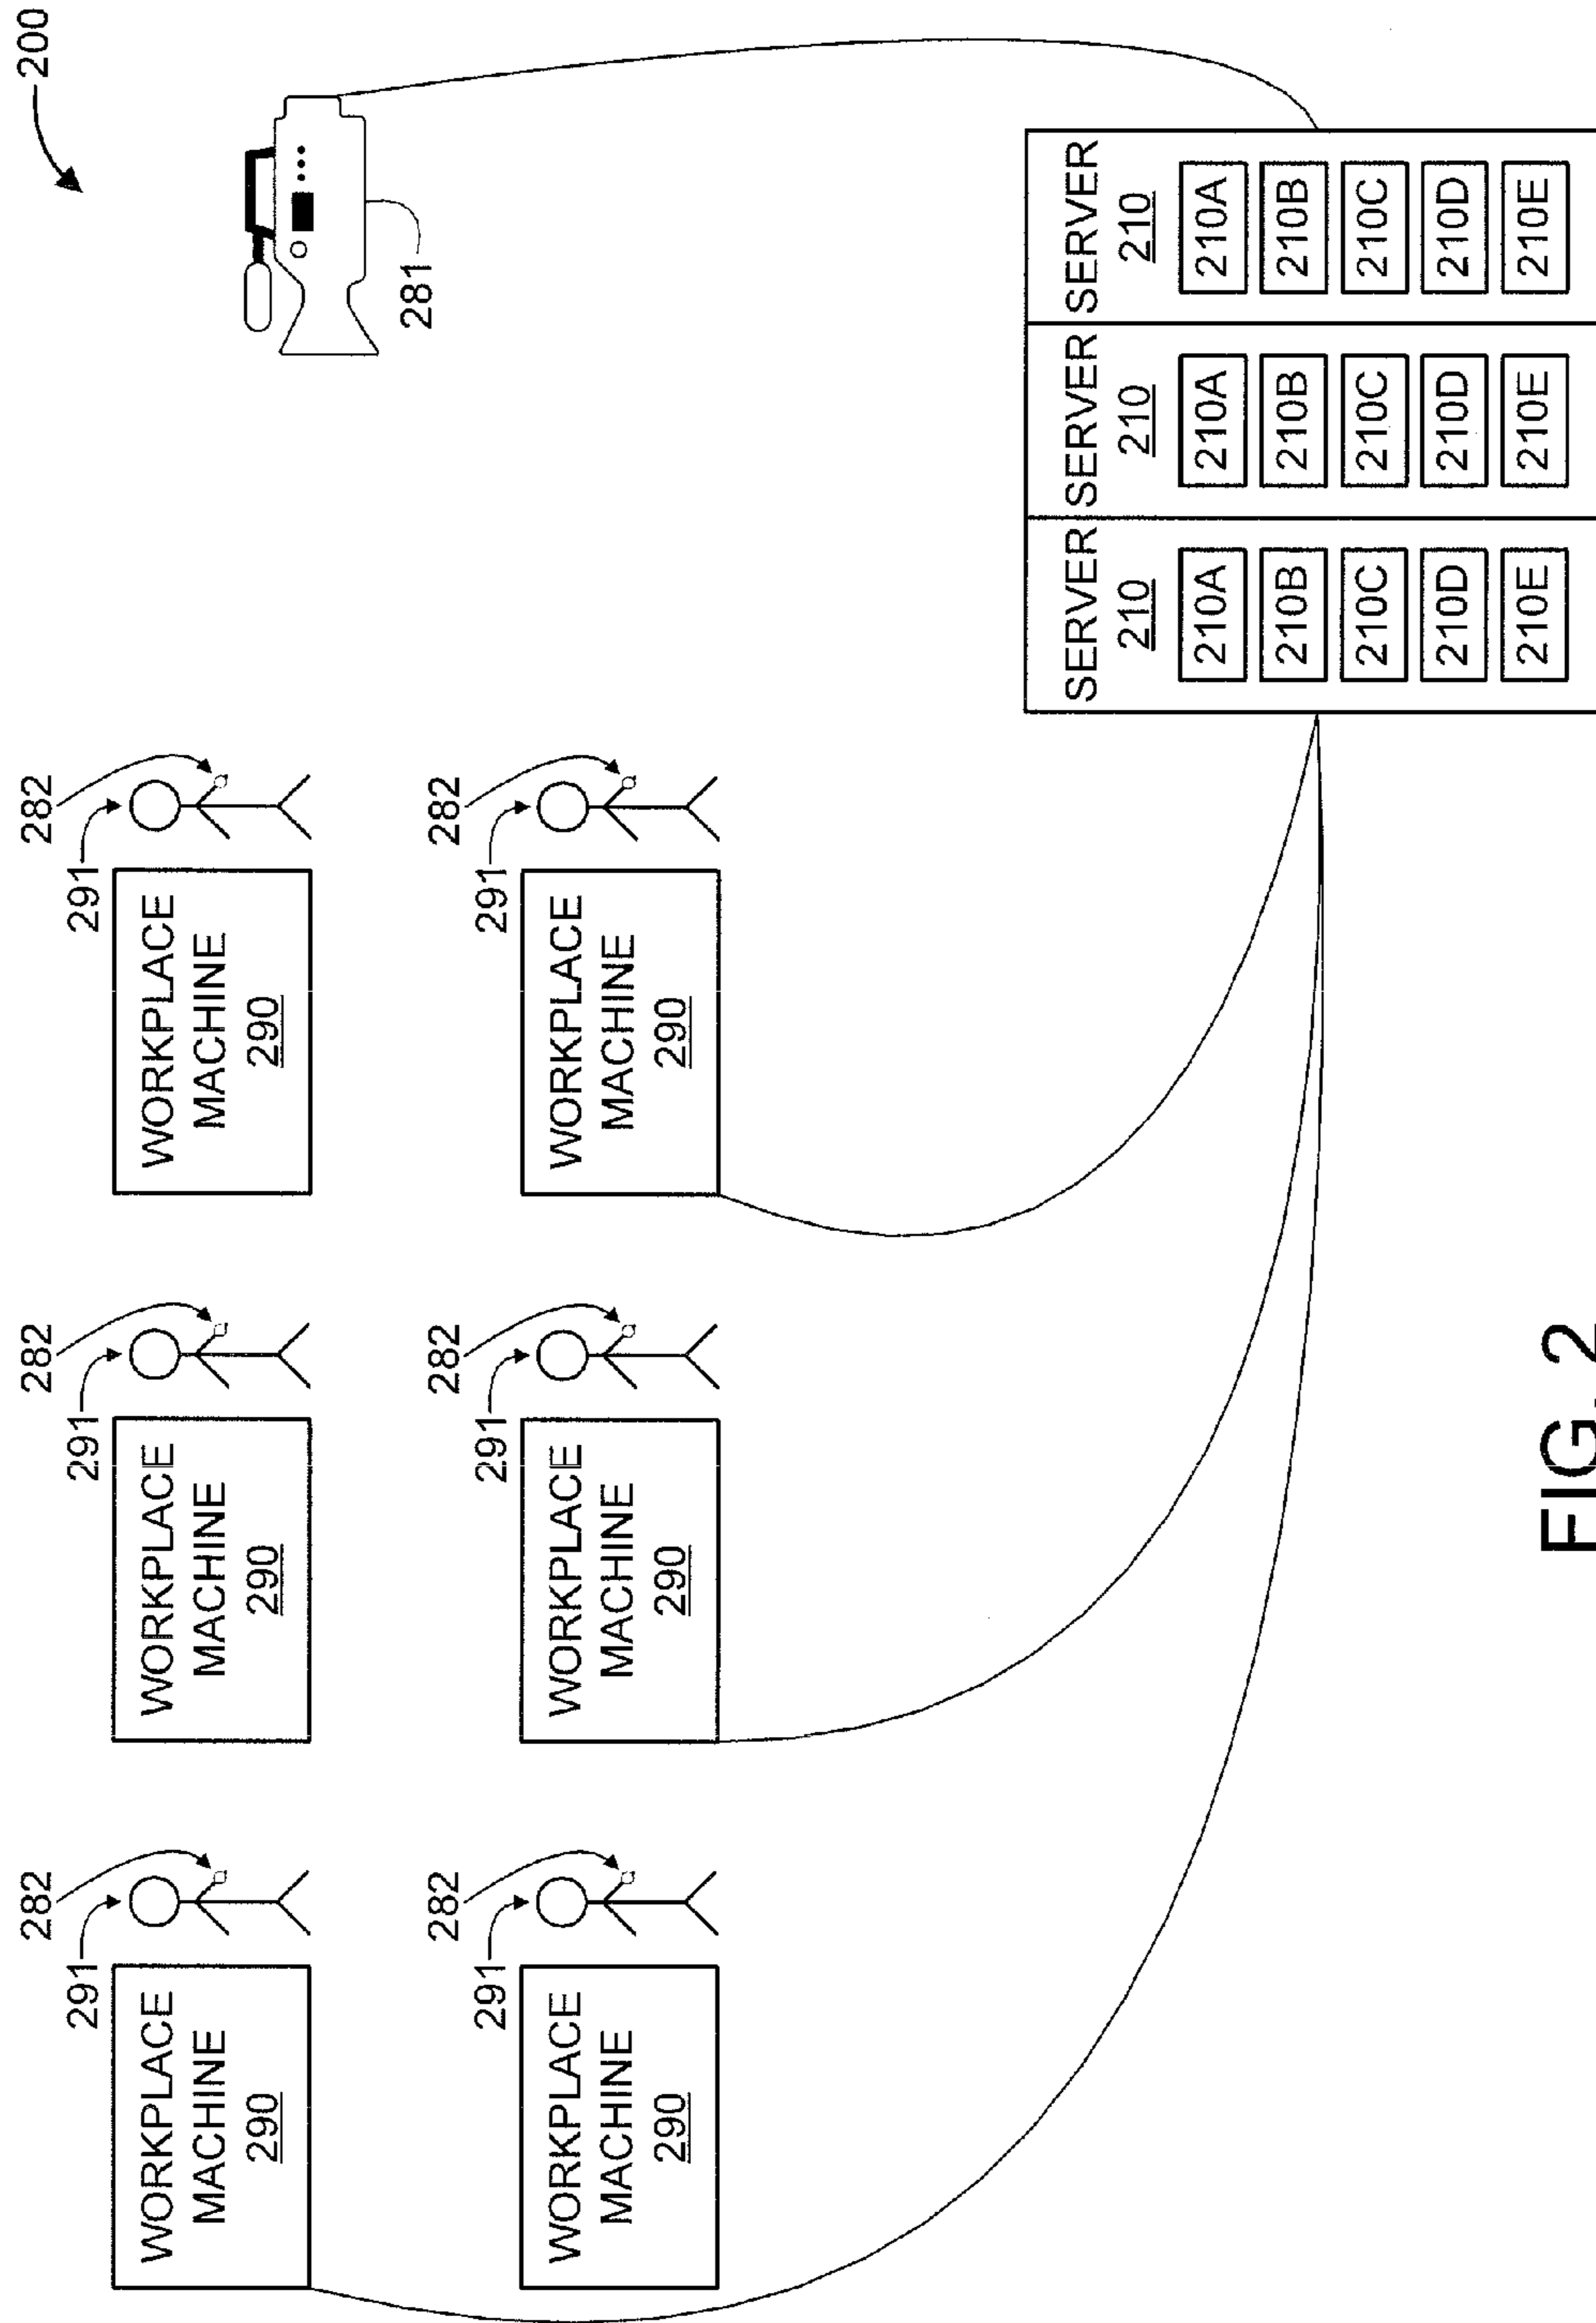 200
282
291
WORKPLACE
MACHINE
290
282
291
WORKPLACE
MACHINE
290
282
291
WORKPLACE
MACHINE
290
281
282
291
WORKPLACE
MACHINE
290
282
291
WORKPLACE
MACHINE
290
282
291
WORKPLACE
MACHINE
290
SERVER
210
210A
210B
210C
210D
210E
SERVER
210
210A
210B
210C
210D
210E
SERVER
210
210A
210B
210C
210D
210E
FIG. 2